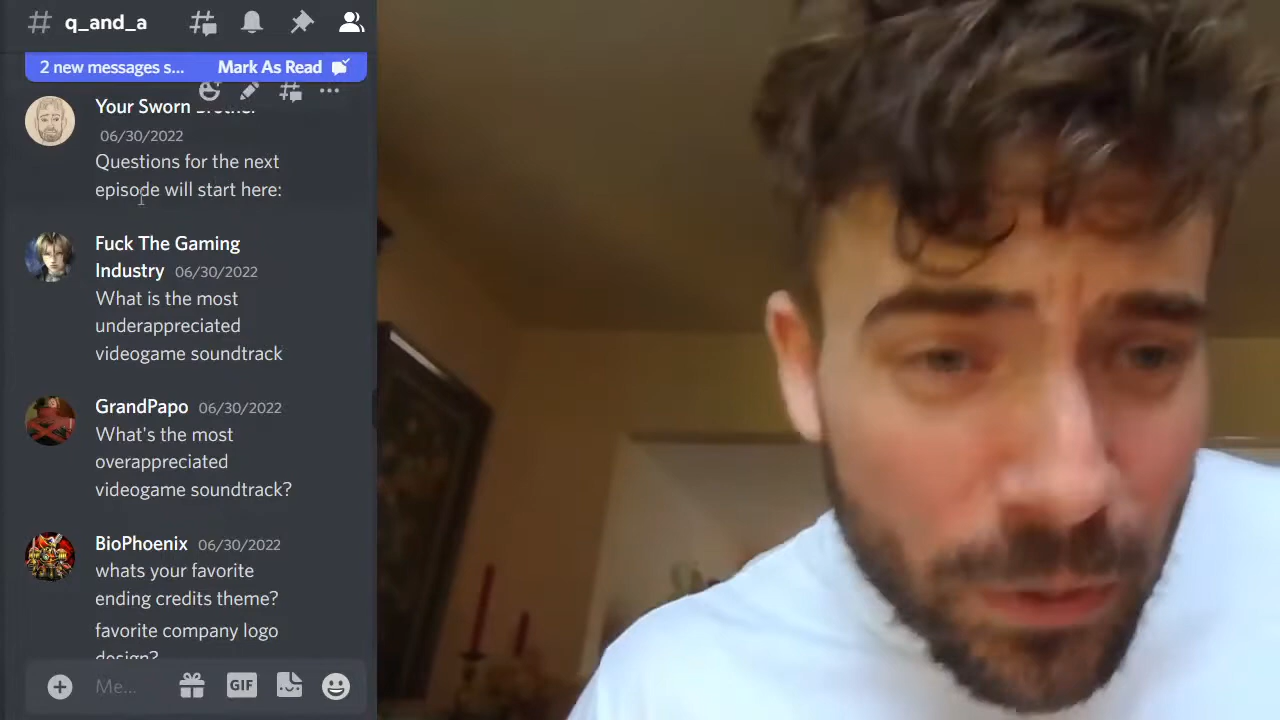 # q_and_a
2 new messages s... Mark As Read
Your Sworn
06/30/2022
Questions for the next
episode will start here:
Fuck The Gaming
Industry 06/30/2022
What is the most
underappreciated
videogame soundtrack
GrandPapo 06/30/2022
What's the most
overappreciated
videogame soundtrack?
BioPhoenix 06/30/2022
whats your favorite
ending credits theme?
favorite company logo
design?
Me...
GIF